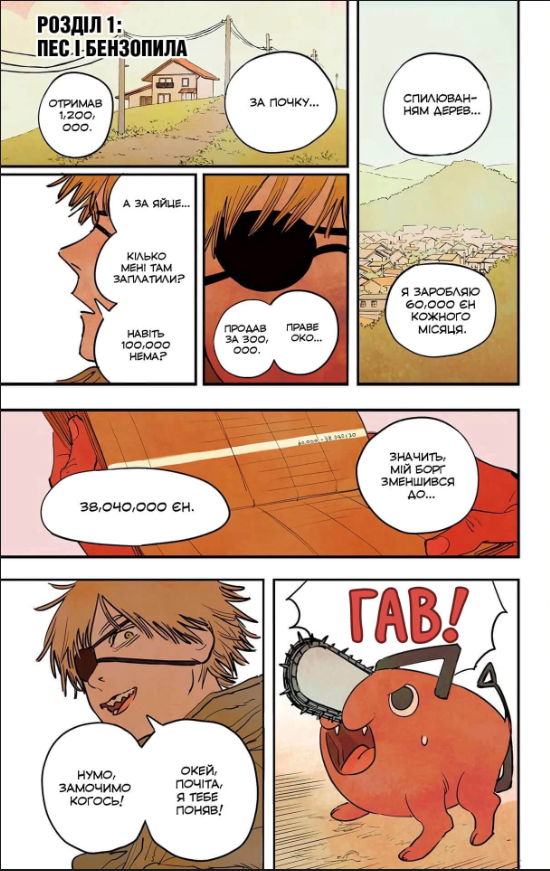 РОЗДІЛ 1:
ПЕС І БЕНЗОПИЛА
СПИЛЮВАН-
НЯМ ДЕРЕВ...
Я ЗАРОБЛЯЮ
60,000 ЄН
КОЖНОГО
МІСЯЦЯ.
ЗА ПОЧКУ...
ОТРИМАВ
1,200,
000.
ПРАВЕ
ОКО...
ПРОДАВ
ЗА 300,
000.
А ЗА ЯЙЦЕ...
КІЛЬКО
МЕНІ ТАМ
ЗАПЛАТИЛИ?
НАВІТЬ
100,000
НЕМА?
ЗНАЧИТЬ,
МІЙ БОРГ
ЗМЕНШИВСЯ
ДО...
38,040,000 ЄН.
ГАВ!
ОКЕЙ,
ПОЧІТА,
Я ТЕБЕ
ПОНЯВ!
НУМО,
ЗАМОЧИМО
КОГОСЬ!